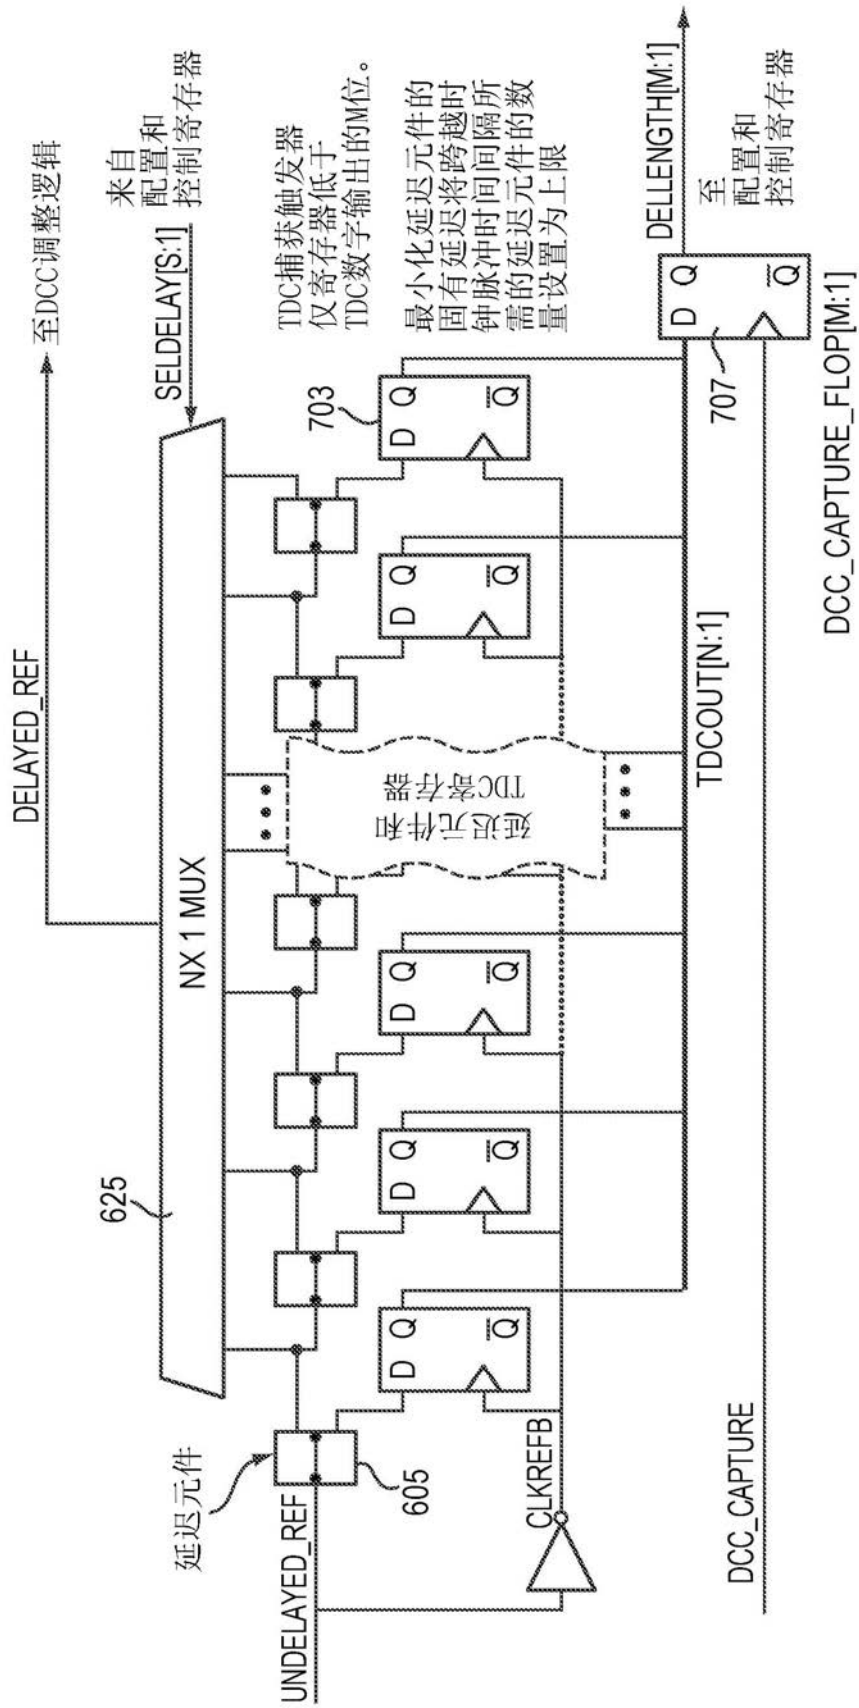 DELAYED_REF
至DCC调整逻辑
来自
配置和
控制寄存器
SELDELAY[S:1]
625
NX 1 MUX
延迟元件
605
UNDELAYED_REF
TDC捕获触发器
仅寄存器低于
TDC数字输出的M位。
最小化延迟元件的
固有延迟将跨越时
钟脉冲时间间隔所
需的延迟元件的数
量设置为上限
703
D Q
Q
D Q
Q
D Q
Q
D Q
Q
D Q
Q
延迟元件和
TDC寄存器
CLKREFB
TDCOUT[N:1]
DCC_CAPTURE
D Q
Q
707
DELLENGTH[M:1]
至
配置和
控制寄存器
DCC_CAPTURE_FLOP[M:1]